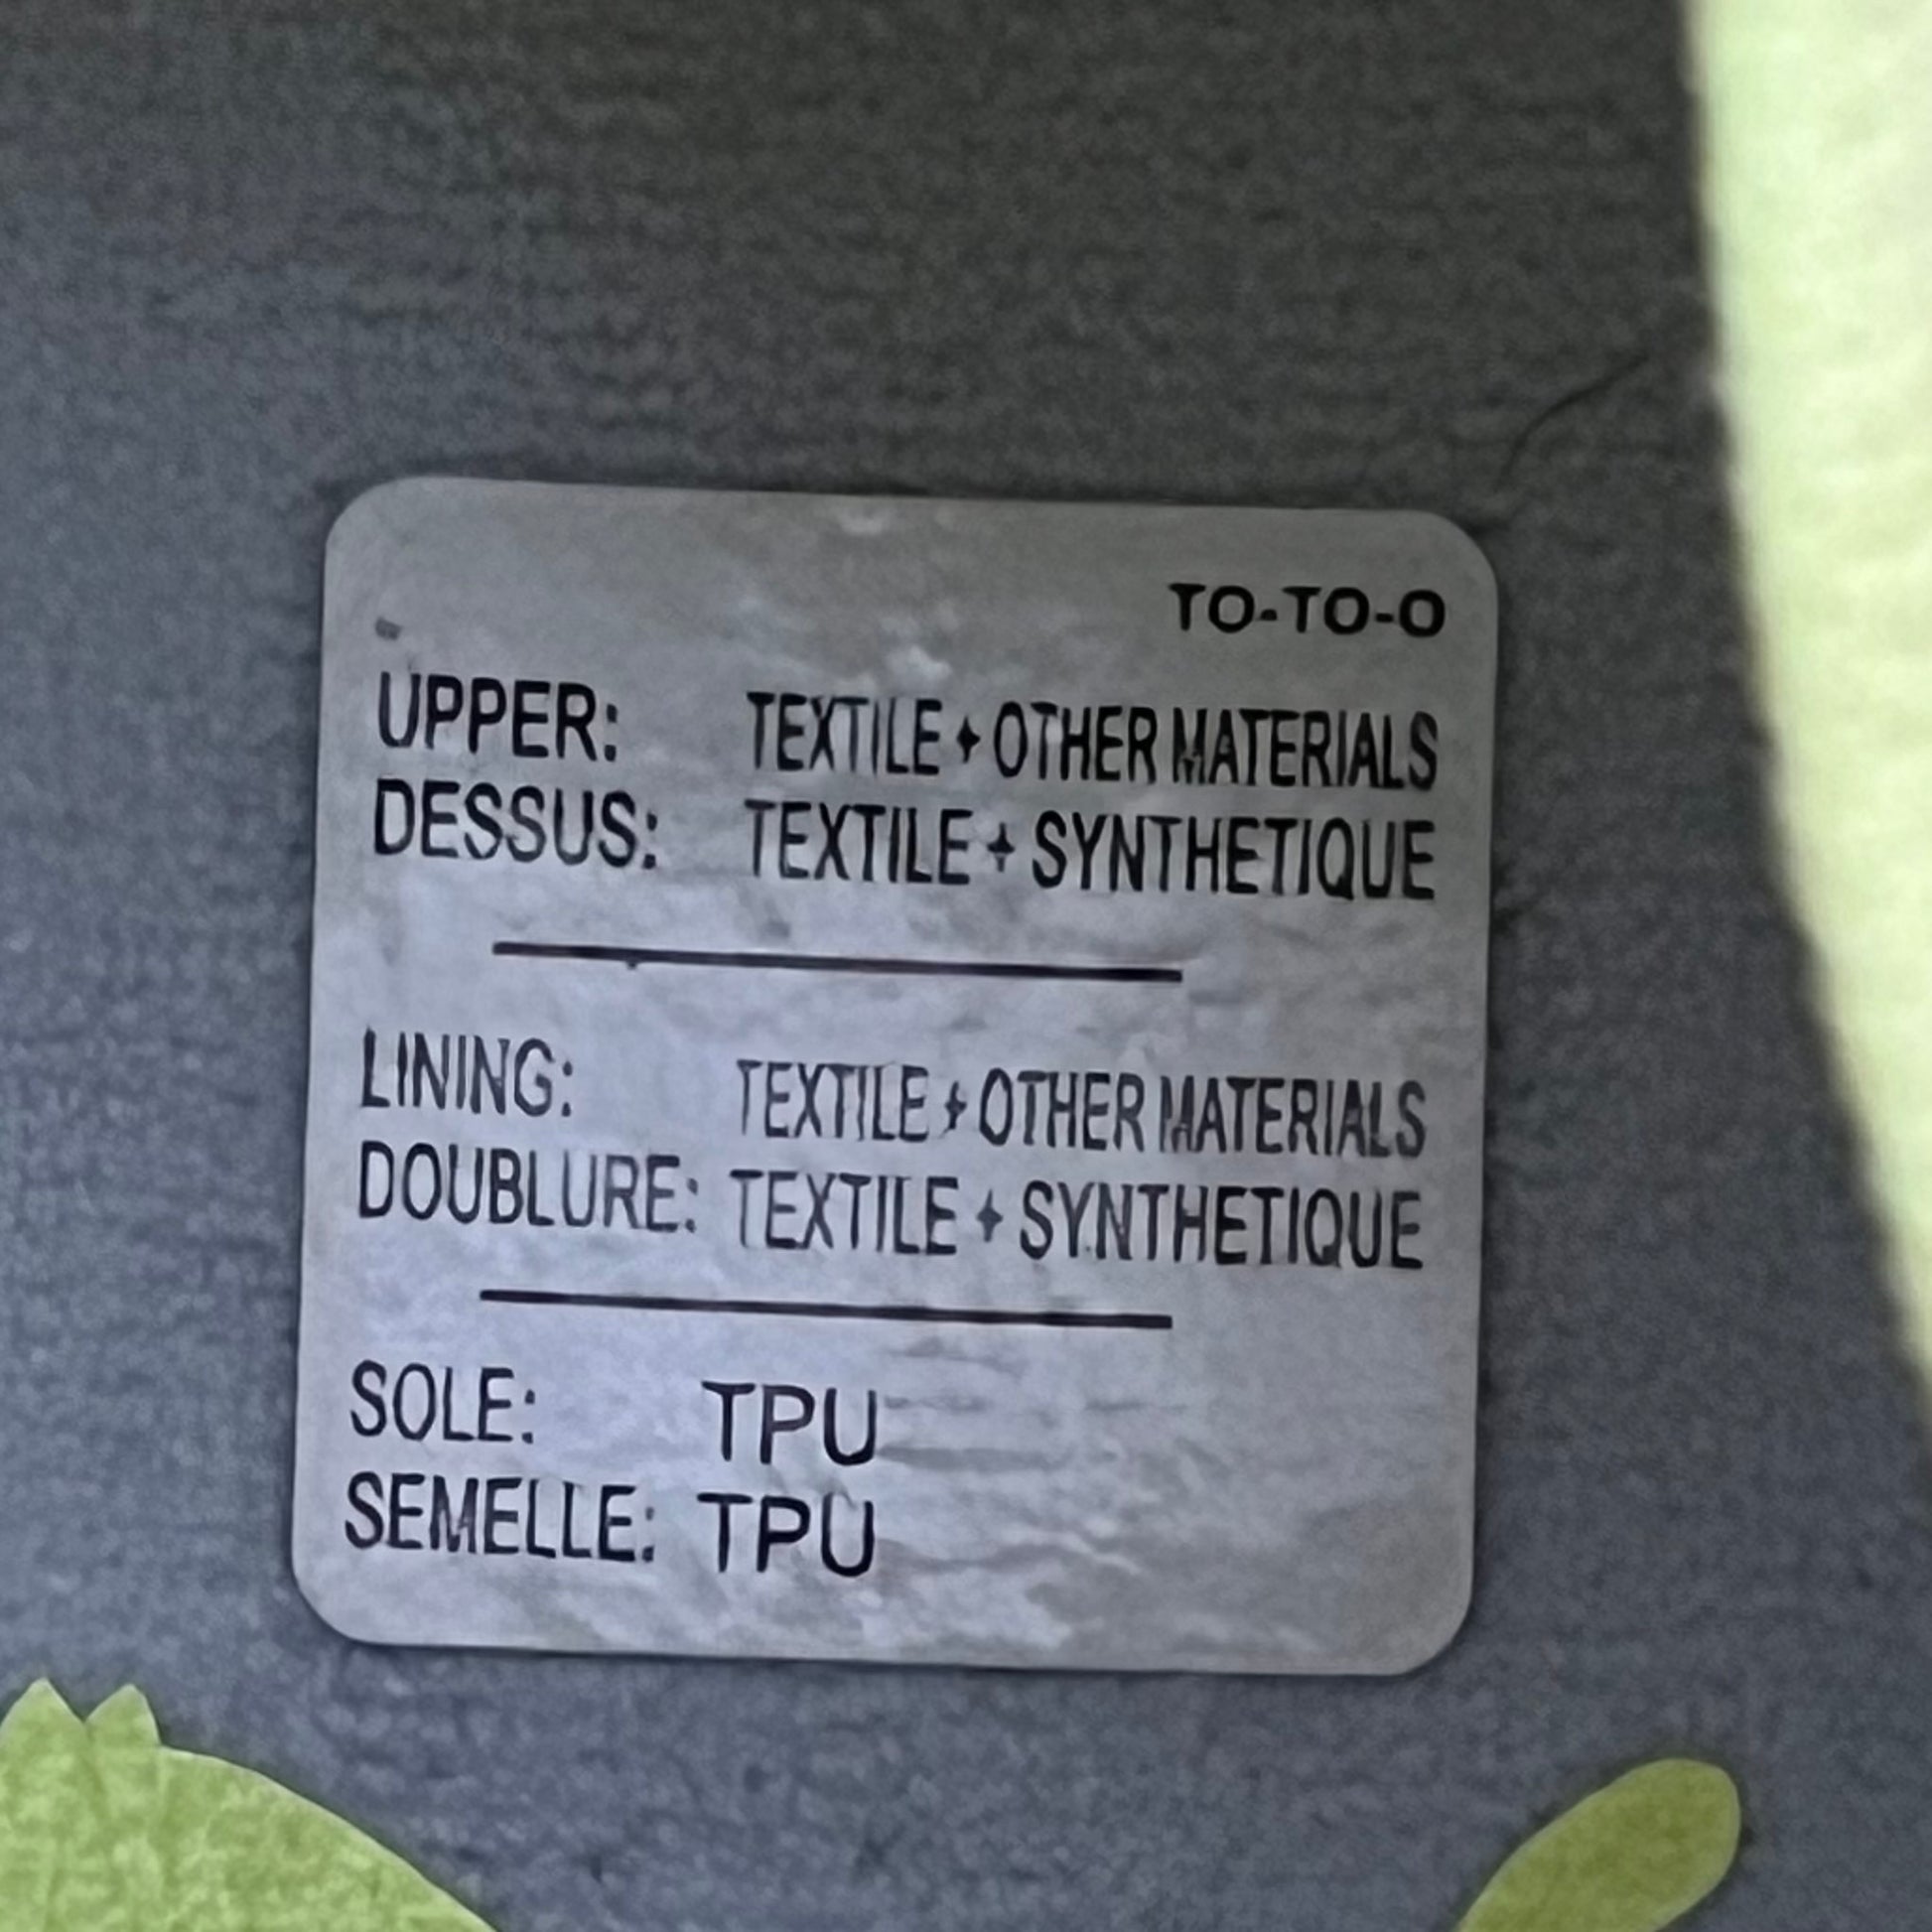 TO-TO-O
UPPER: TEXTILE + OTHER MATERIALS
DESSUS: TEXTILE + SYNTHETIQUE
LINING: TEXTILE + OTHER MATERIALS
DOUBLURE: TEXTILE + SYNTHETIQUE
SOLE: TPU
SEMELLE: TPU